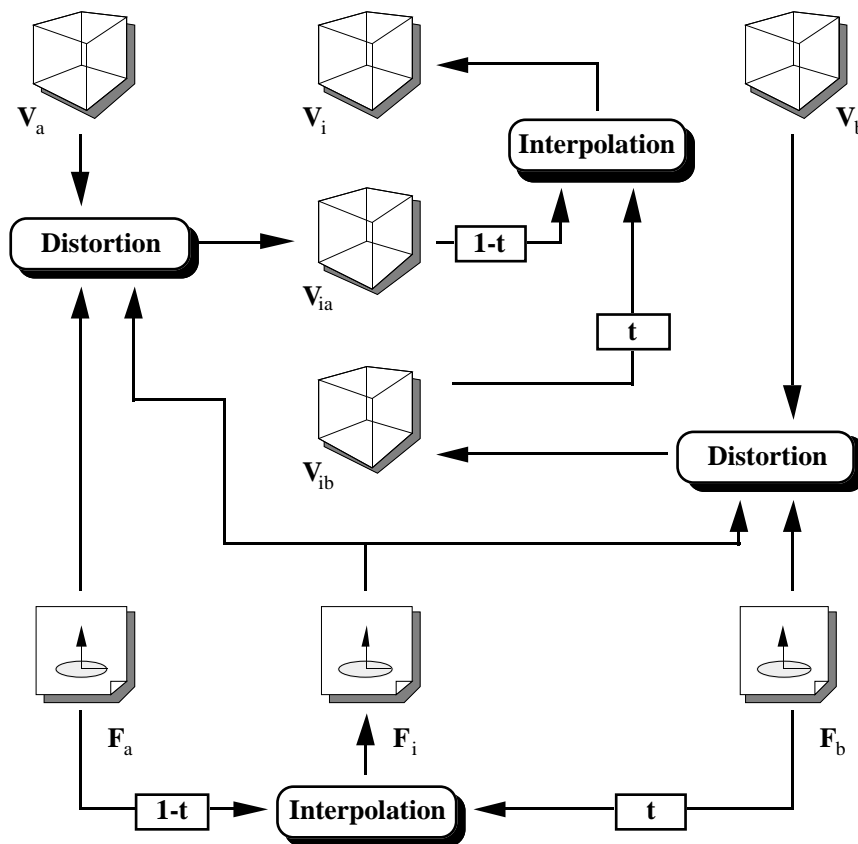 V_a
V_i
V_b
Interpolation
Distortion
1-t
V_ia
t
V_ib
Distortion
F_a
F_i
F_b
1-t
Interpolation
t